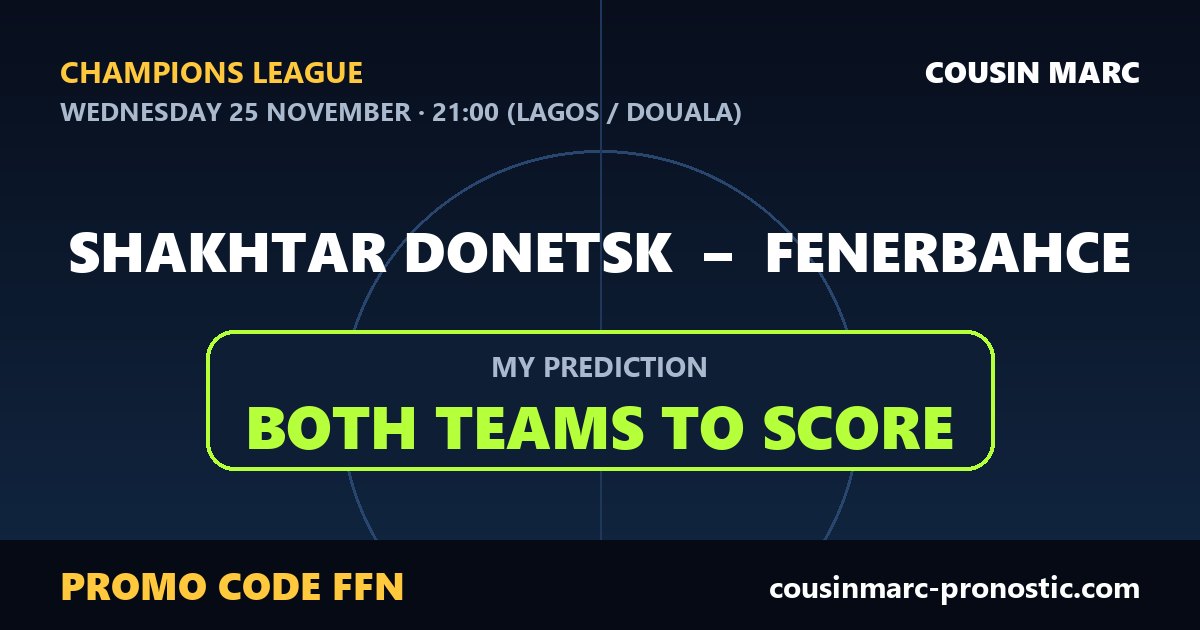 CHAMPIONS LEAGUE
COUSIN MARC
WEDNESDAY 25 NOVEMBER · 21:00 (LAGOS / DOUALA)
SHAKHTAR DONETSK – FENERBAHCE
MY PREDICTION
BOTH TEAMS TO SCORE
PROMO CODE FFN
cousinmarc-pronostic.com